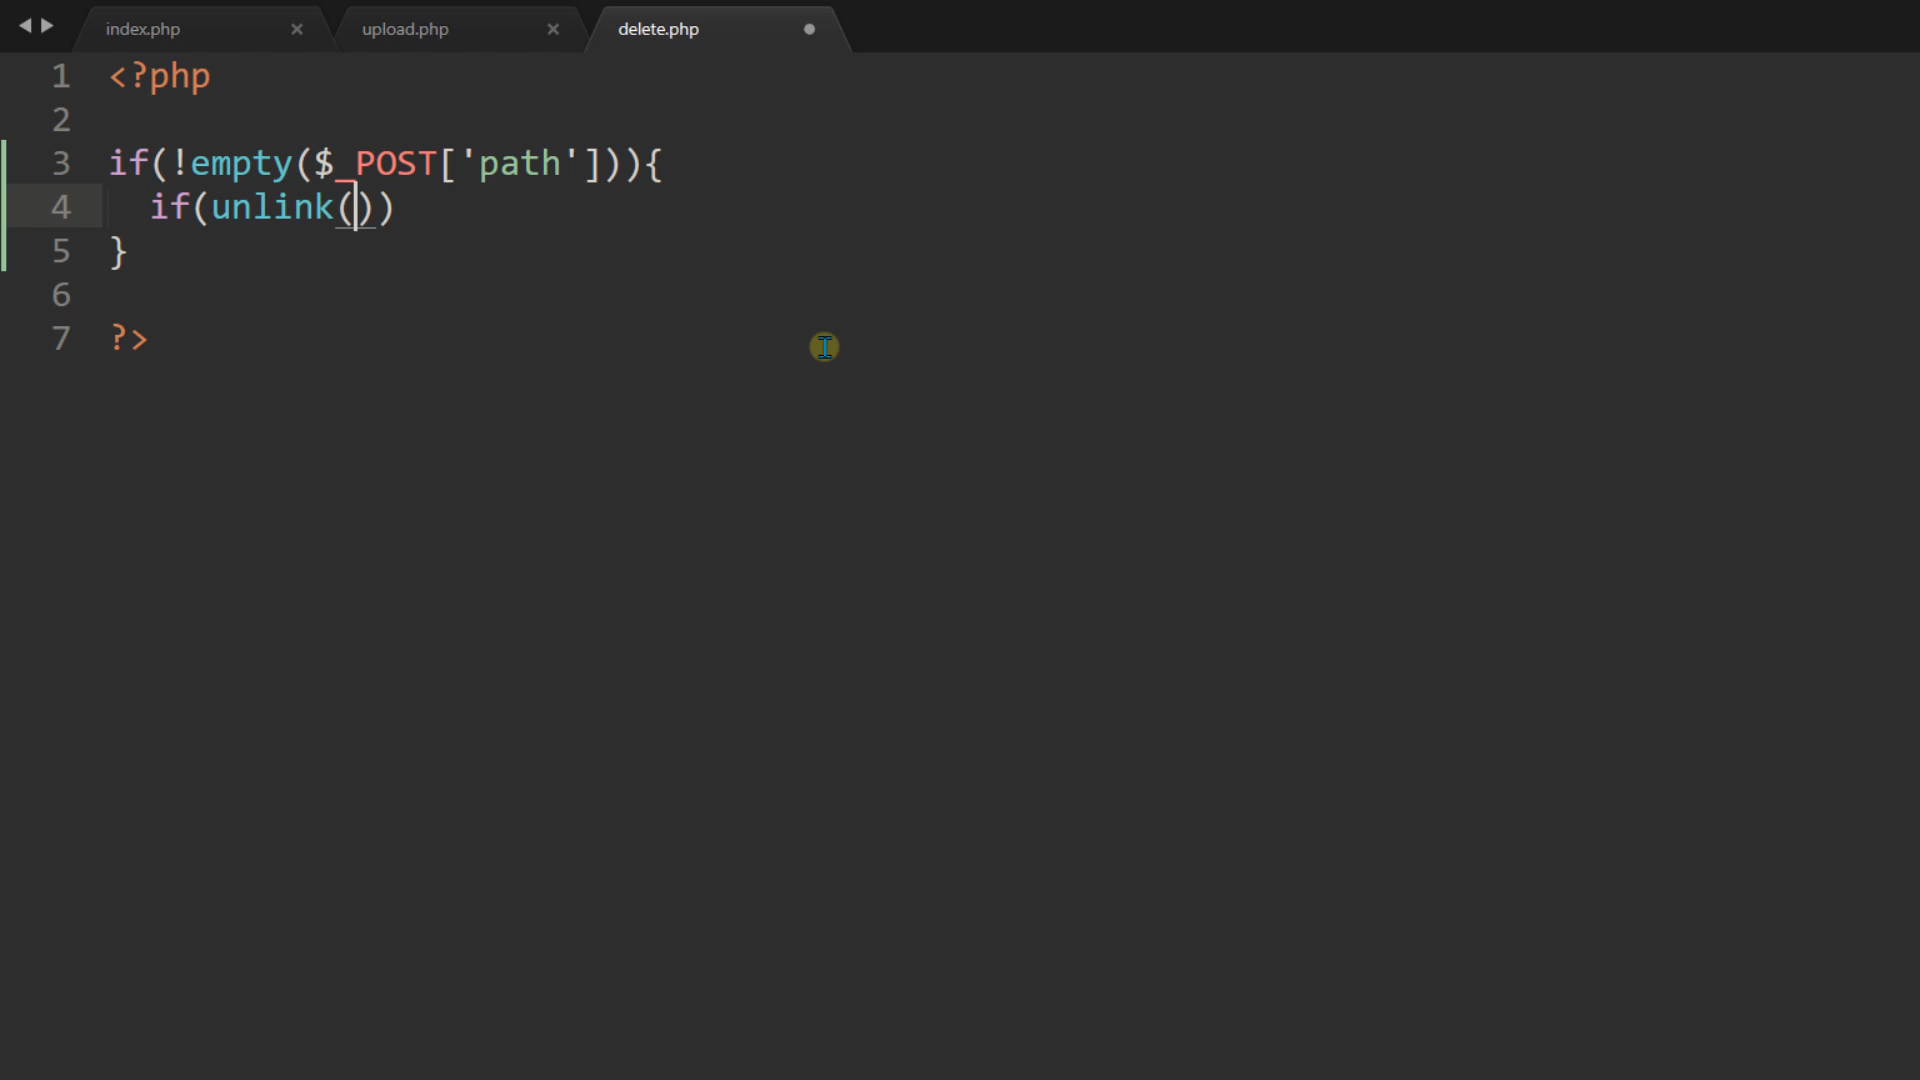 index.php upload.php delete.php
1 <?php
2
3 if(!empty($_POST['path'])){
4 if(unlink())
5 }
6
7 ?>